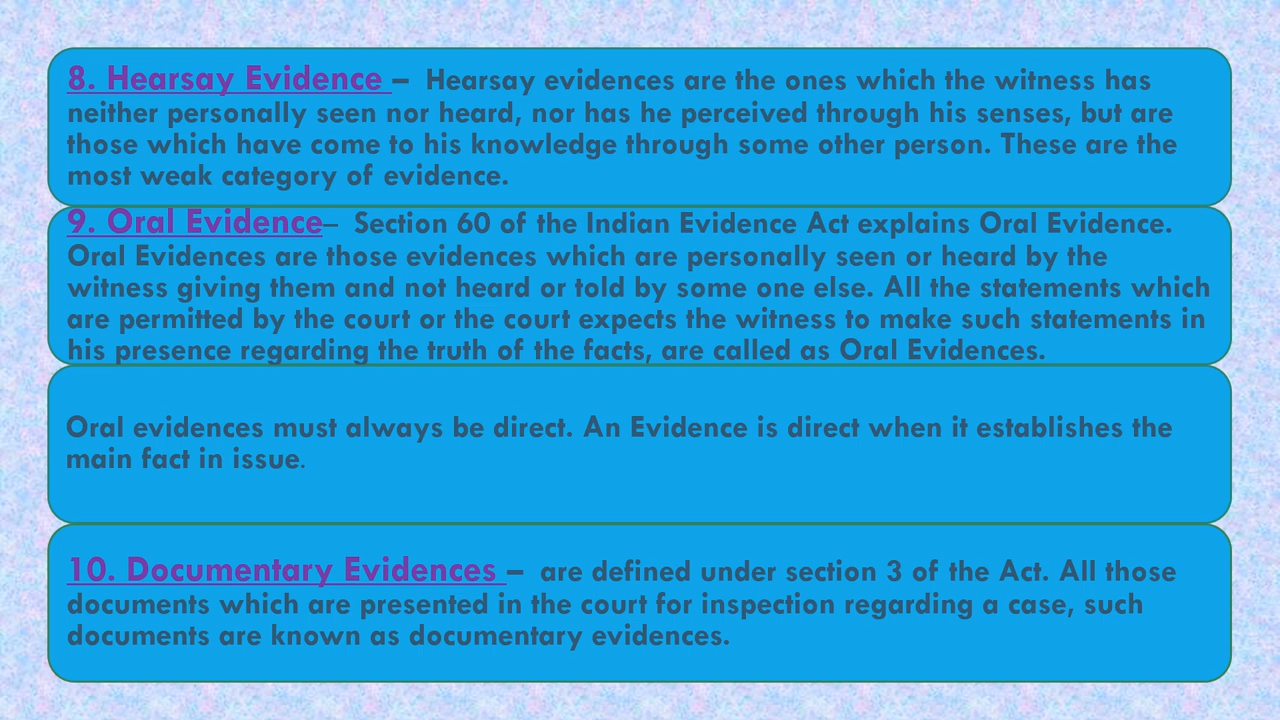 8. Hearsay Evidence – Hearsay evidences are the ones which the witness has
neither personally seen nor heard, nor has he perceived through his senses, but are
those which have come to his knowledge through some other person. These are the
most weak category of evidence.
9. Oral Evidence– Section 60 of the Indian Evidence Act explains Oral Evidence.
Oral Evidences are those evidences which are personally seen or heard by the
witness giving them and not heard or told by some one else. All the statements which
are permitted by the court or the court expects the witness to make such statements in
his presence regarding the truth of the facts, are called as Oral Evidences.
Oral evidences must always be direct. An Evidence is direct when it establishes the
main fact in issue.
10. Documentary Evidences – are defined under section 3 of the Act. All those
documents which are presented in the court for inspection regarding a case, such
documents are known as documentary evidences.